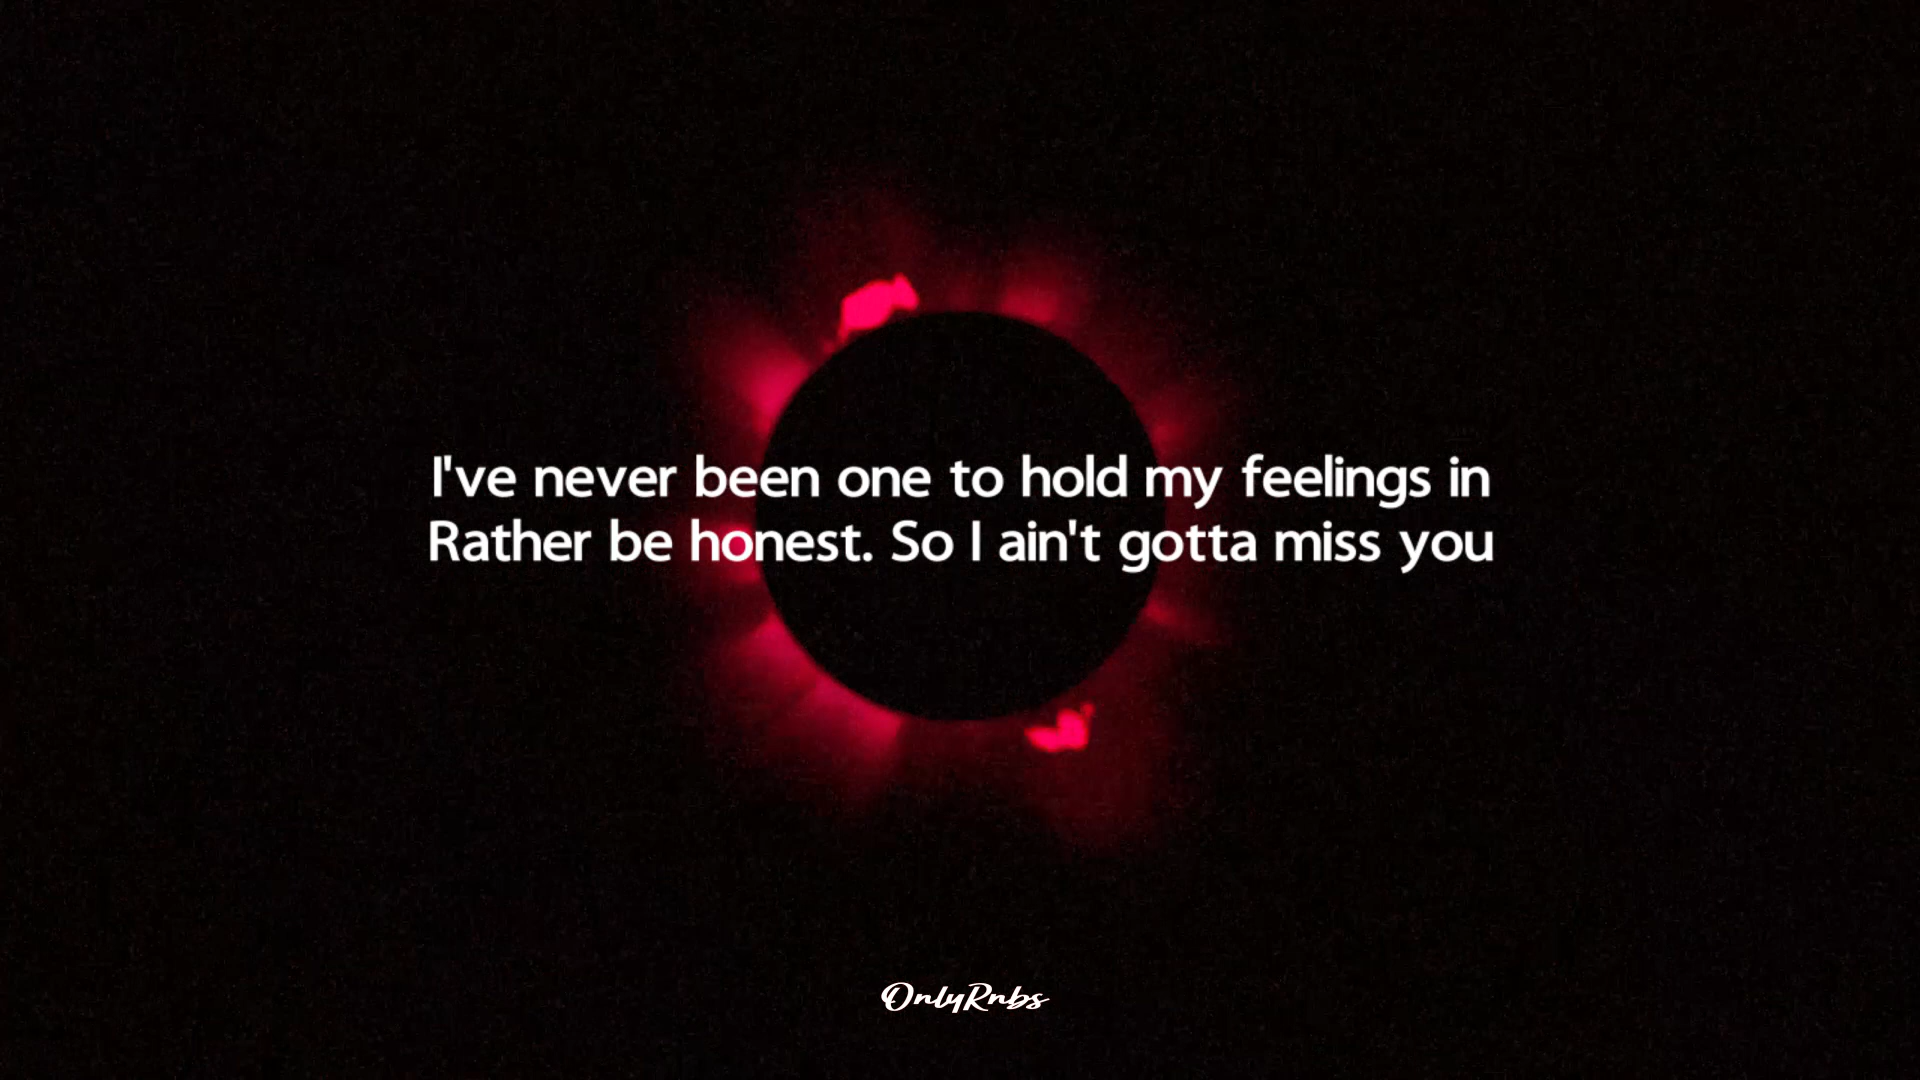 I've never been one to hold my feelings in
Rather be honest. So I ain't gotta miss you
OnlyRnbs